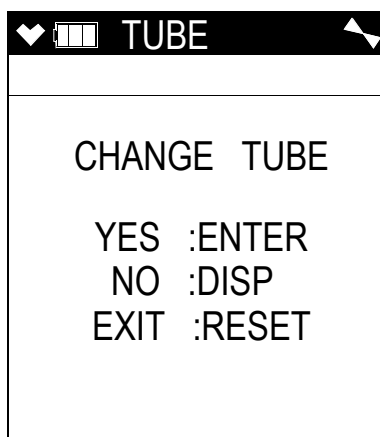 TUBE
CHANGE TUBE
YES :ENTER
NO :DISP
EXIT :RESET